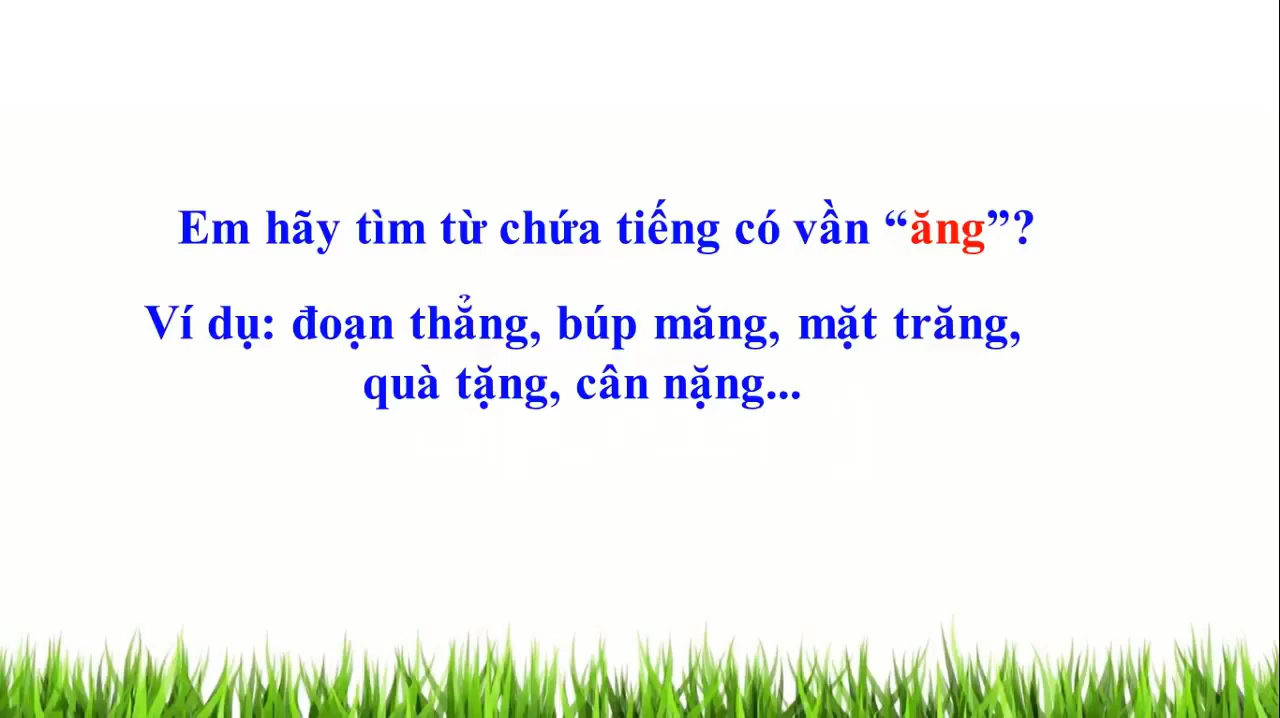 Em hãy tìm từ chứa tiếng có vần “ăng”?
Ví dụ: đoạn thẳng, búp măng, mặt trăng,
quà tặng, cân nặng...